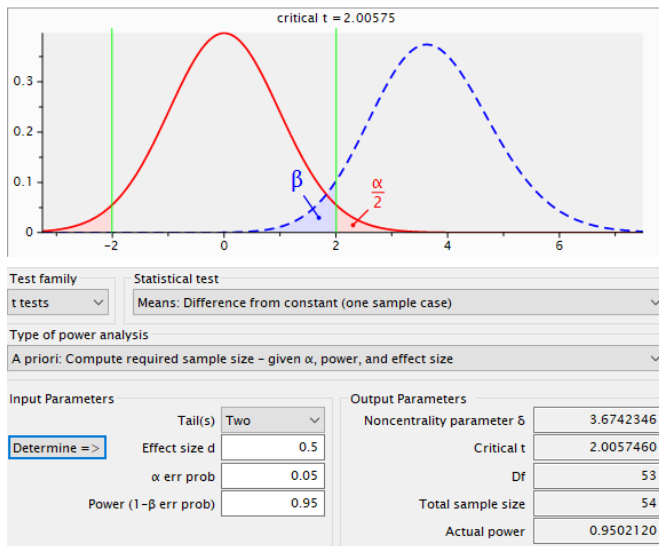 critical t = 2.00575
0.3
0.2
0.1
0
β
α
2
−2 0 2 4 6
Test family Statistical test
t tests Means: Difference from constant (one sample case)
Type of power analysis
A priori: Compute required sample size – given α, power, and effect size
Input Parameters Output Parameters
Tail(s) Two Noncentrality parameter δ 3.6742346
Determine => Effect size d 0.5 Critical t 2.0057460
α err prob 0.05 Df 53
Power (1-β err prob) 0.95 Total sample size 54
Actual power 0.9502120